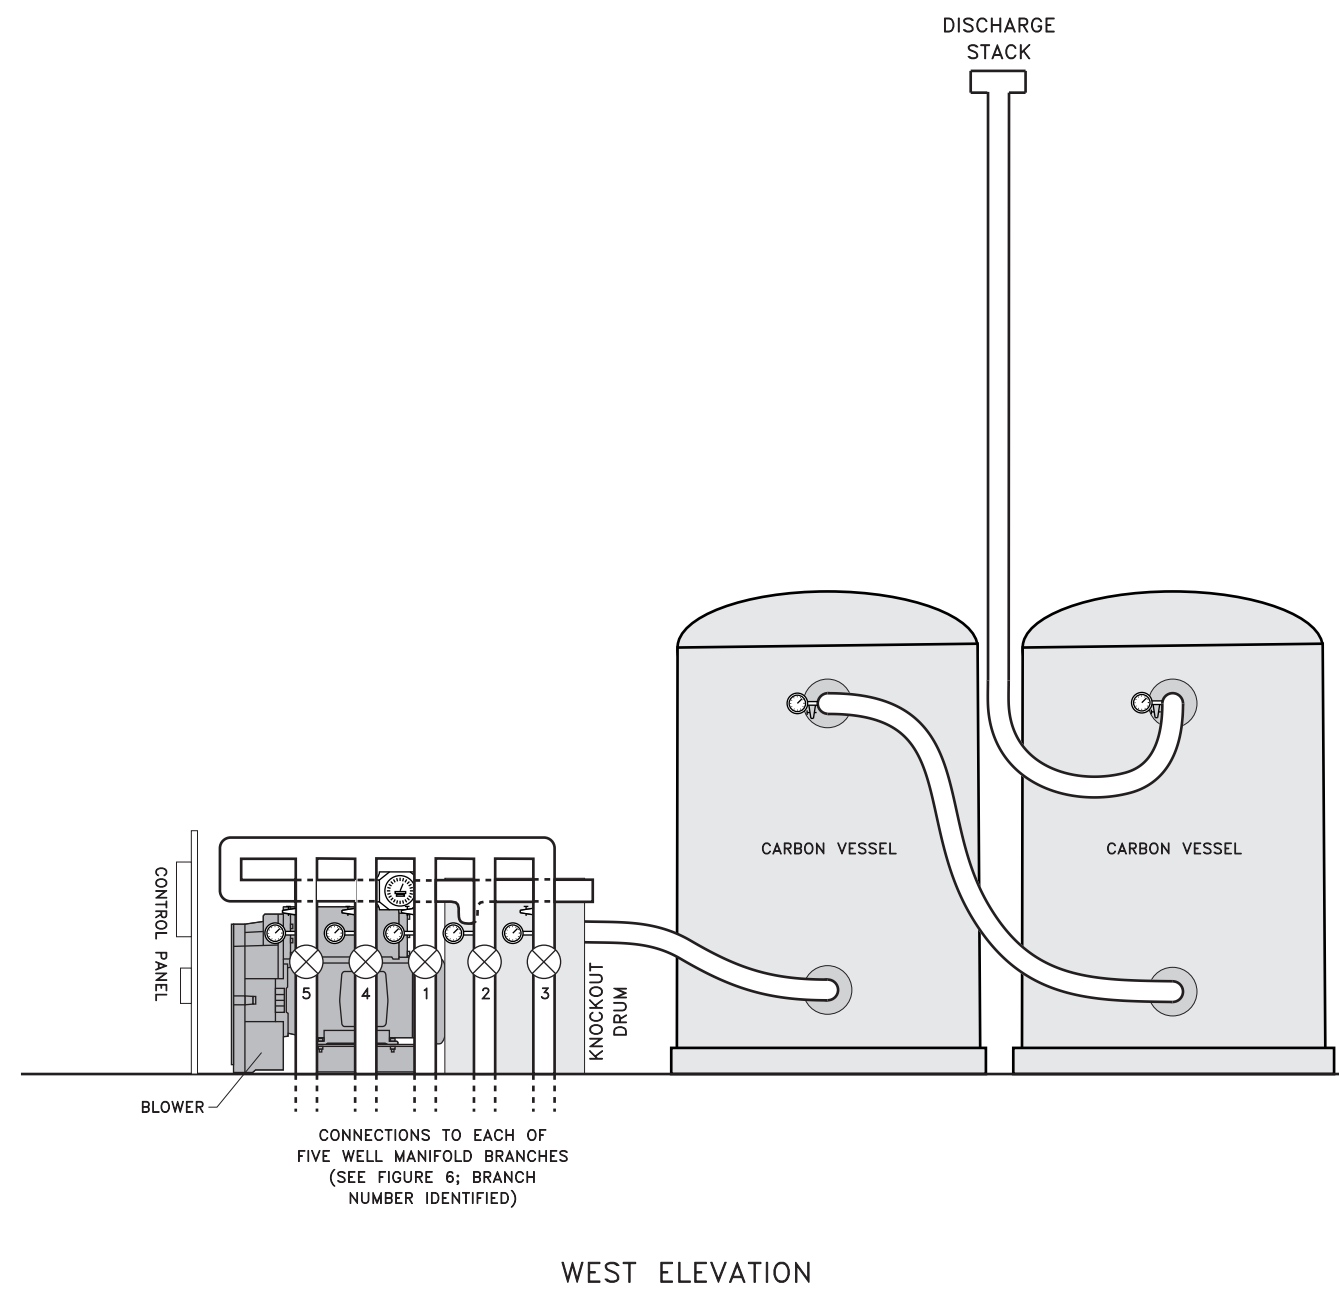 DISCHARGE
STACK
CARBON VESSEL
CARBON VESSEL
CONTROL PANEL
5 4 1 2 3
KNOCKOUT
DRUM
BLOWER
CONNECTIONS TO EACH OF
FIVE WELL MANIFOLD BRANCHES
(SEE FIGURE 6; BRANCH
NUMBER IDENTIFIED)
WEST ELEVATION